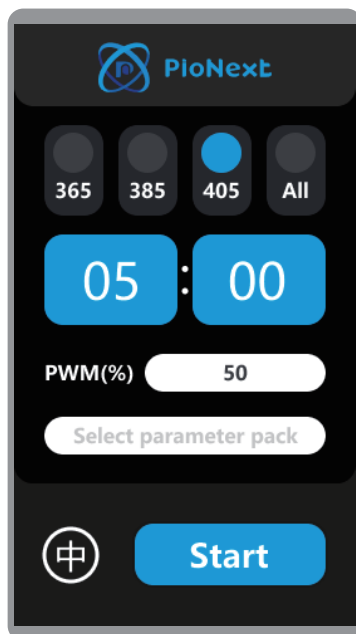 PioNext
365 385 405 All
05 : 00
PWM(%) 50
Select parameter pack
中 Start